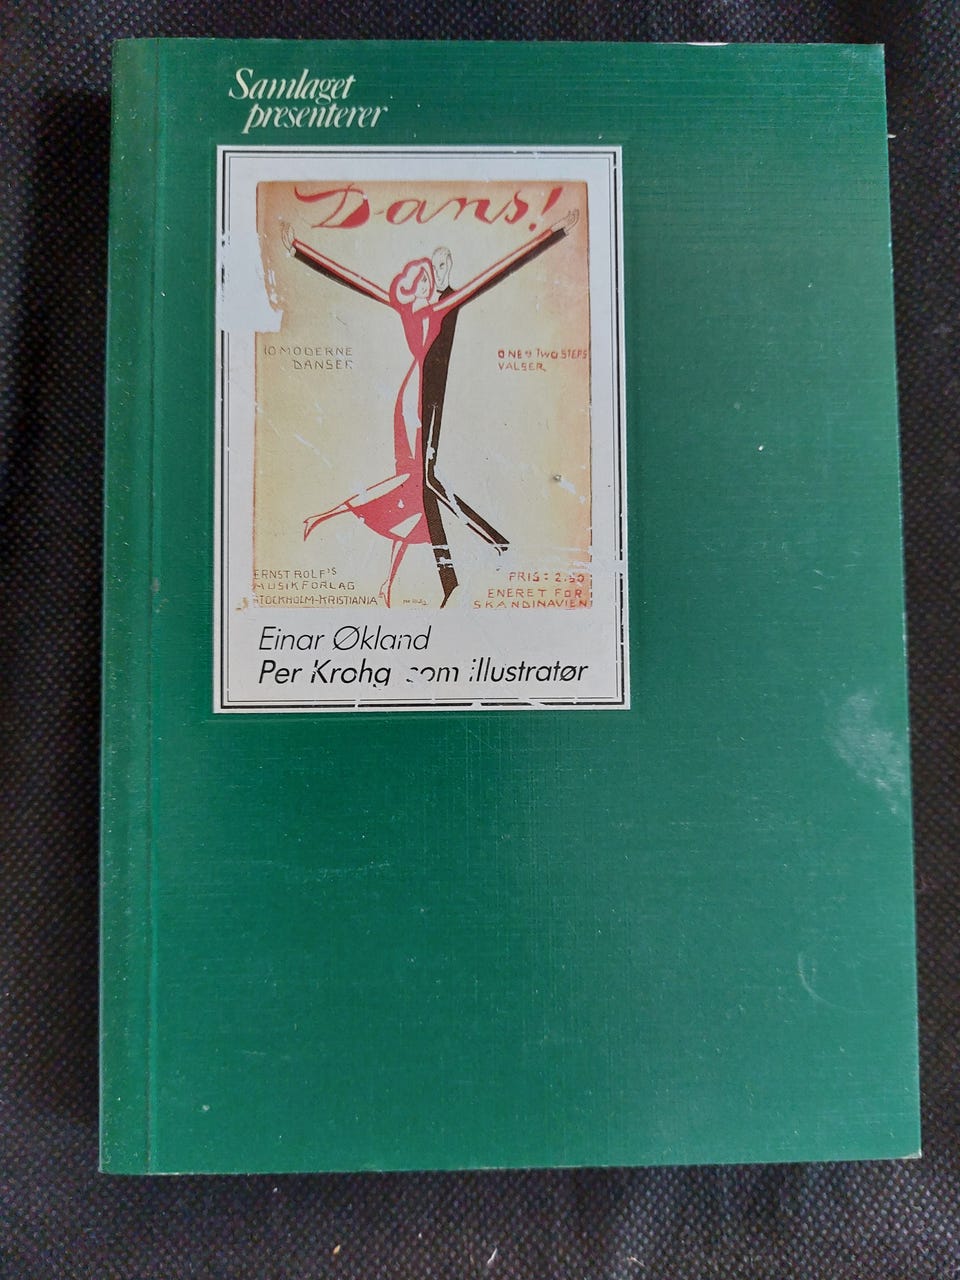 Samlaget
presenterer
Dans!
10 MODERNE
DANSER
ONE & TWO STEPS
VALSER
ERNST ROLF'S
MUSIKFORLAG
STOCKHOLM-KRISTIANIA
PRIS: 2.50
ENERET FOR
SKANDINAVIEN
Einar Økland
Per Krohg som illustratør